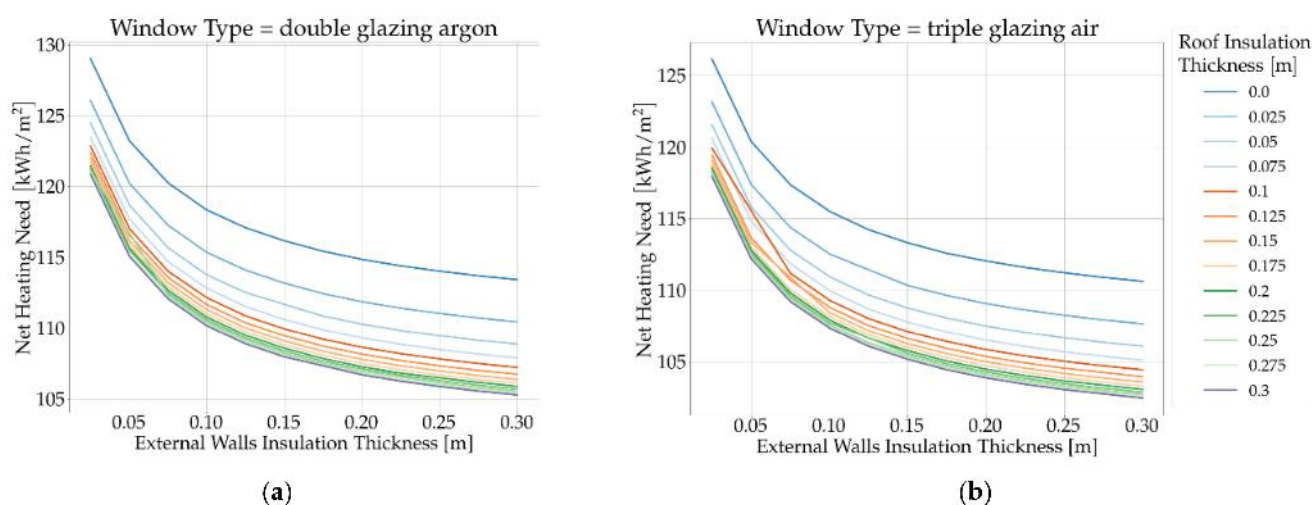 Window Type = double glazing argon
Net Heating Need [kWh/m²]
130
125
120
115
110
105
0.05 0.10 0.15 0.20 0.25 0.30
External Walls Insulation Thickness [m]
(a)
Window Type = triple glazing air
Net Heating Need [kWh/m²]
125
120
115
110
105
0.05 0.10 0.15 0.20 0.25 0.30
External Walls Insulation Thickness [m]
(b)
Roof Insulation
Thickness [m]
0.0
0.025
0.05
0.075
0.1
0.125
0.15
0.175
0.2
0.225
0.25
0.275
0.3